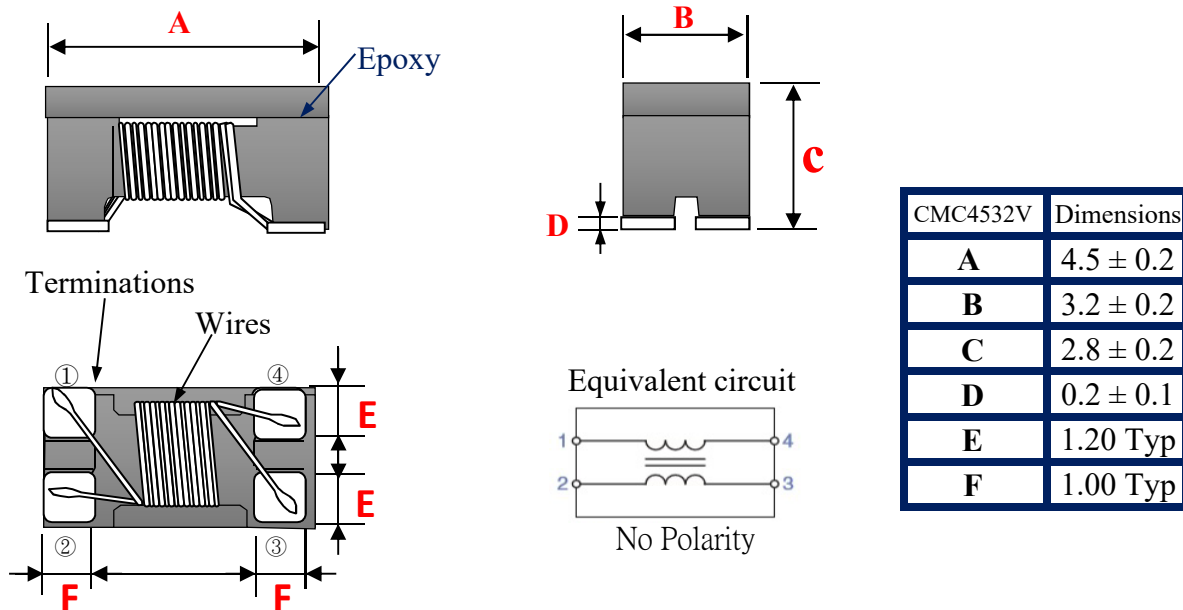 A
Epoxy
B
C
D
Terminations
Wires
① ④
E
E
② ③
F F
Equivalent circuit
1 4
2 3
No Polarity
CMC4532V Dimensions
A 4.5 ± 0.2
B 3.2 ± 0.2
C 2.8 ± 0.2
D 0.2 ± 0.1
E 1.20 Typ
F 1.00 Typ